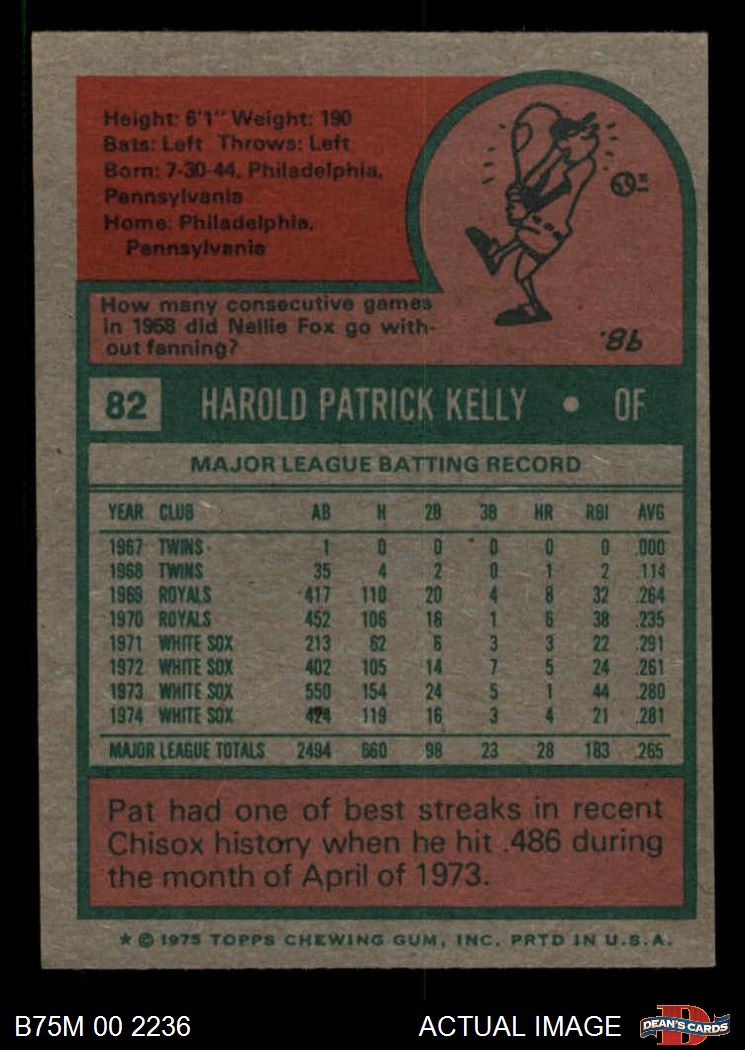 Height: 6'1" Weight: 190
Bats: Left Throws: Left
Born: 7-30-44, Philadelphia,
Pennsylvania
Home: Philadelphia,
Pennsylvania
How many consecutive games
in 1958 did Nellie Fox go with-
out fanning?
98.
82 HAROLD PATRICK KELLY • OF
MAJOR LEAGUE BATTING RECORD
YEAR CLUB AB H 2B 3B HR RBI AVG
1967 TWINS 1 0 0 0 0 0 .000
1968 TWINS 35 4 2 0 1 2 .114
1969 ROYALS 417 110 20 4 8 32 .264
1970 ROYALS 452 106 16 1 6 38 .235
1971 WHITE SOX 213 62 6 3 3 22 .291
1972 WHITE SOX 402 105 14 7 5 24 .261
1973 WHITE SOX 550 154 24 5 1 44 .280
1974 WHITE SOX 424 119 16 3 4 21 .281
MAJOR LEAGUE TOTALS 2494 660 98 23 28 183 .265
Pat had one of best streaks in recent
Chisox history when he hit .486 during
the month of April of 1973.
* © 1975 TOPPS CHEWING GUM, INC. PRTD IN U.S.A.
B75M 00 2236 ACTUAL IMAGE D DEAN'S CARDS